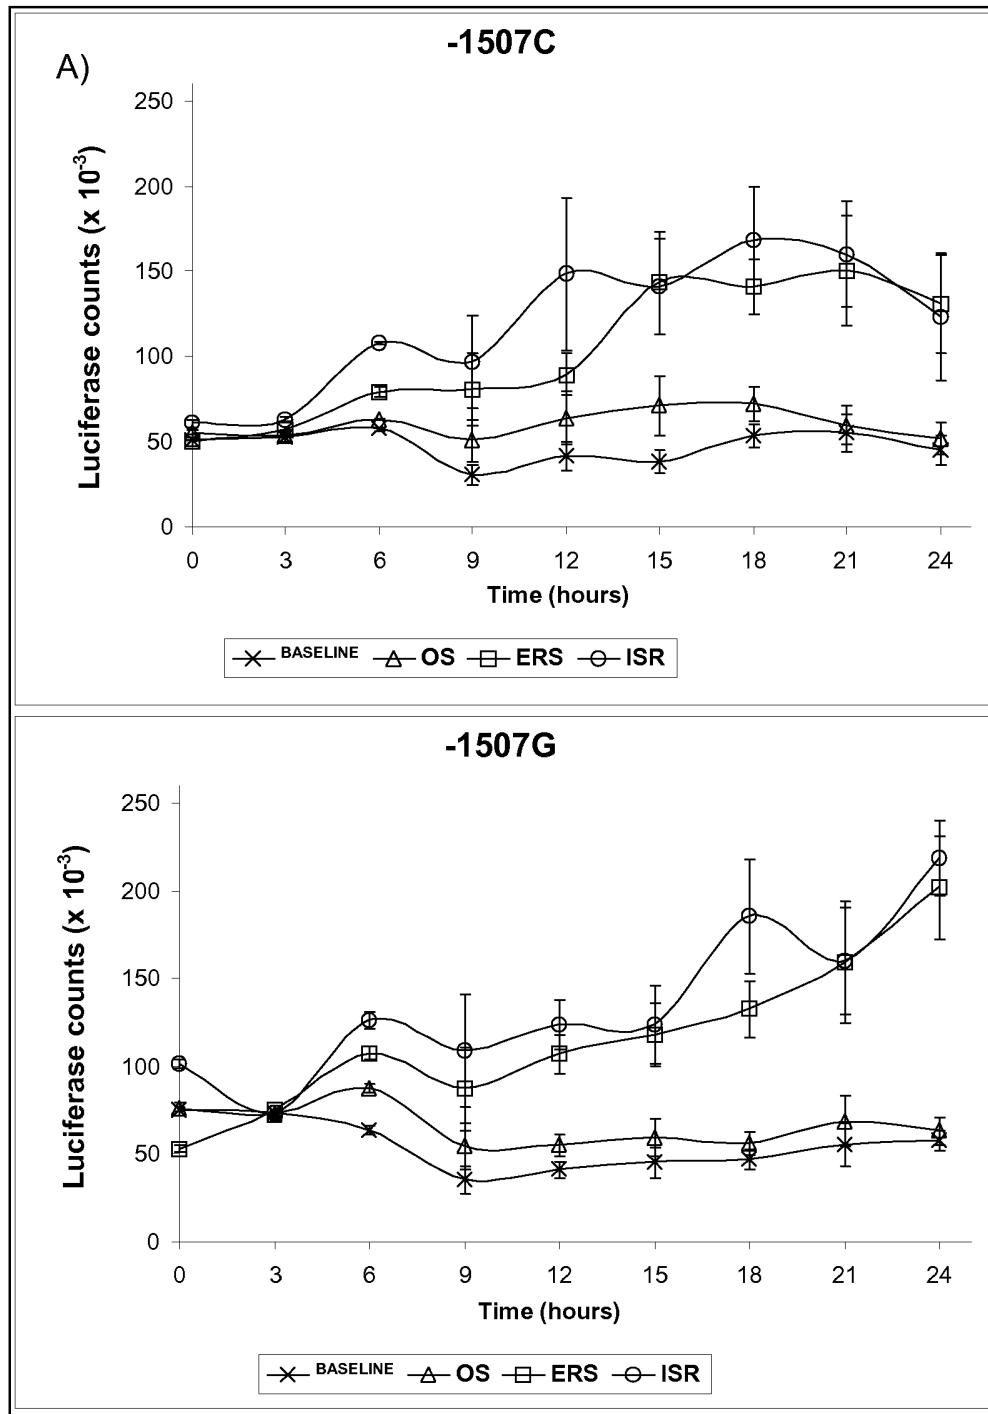 A)
-1507C
Luciferase counts (x 10-3)
250
200
150
100
50
0
0 3 6 9 12 15 18 21 24
Time (hours)
BASELINE OS ERS ISR
-1507G
Luciferase counts (x 10-3)
250
200
150
100
50
0
0 3 6 9 12 15 18 21 24
Time (hours)
BASELINE OS ERS ISR